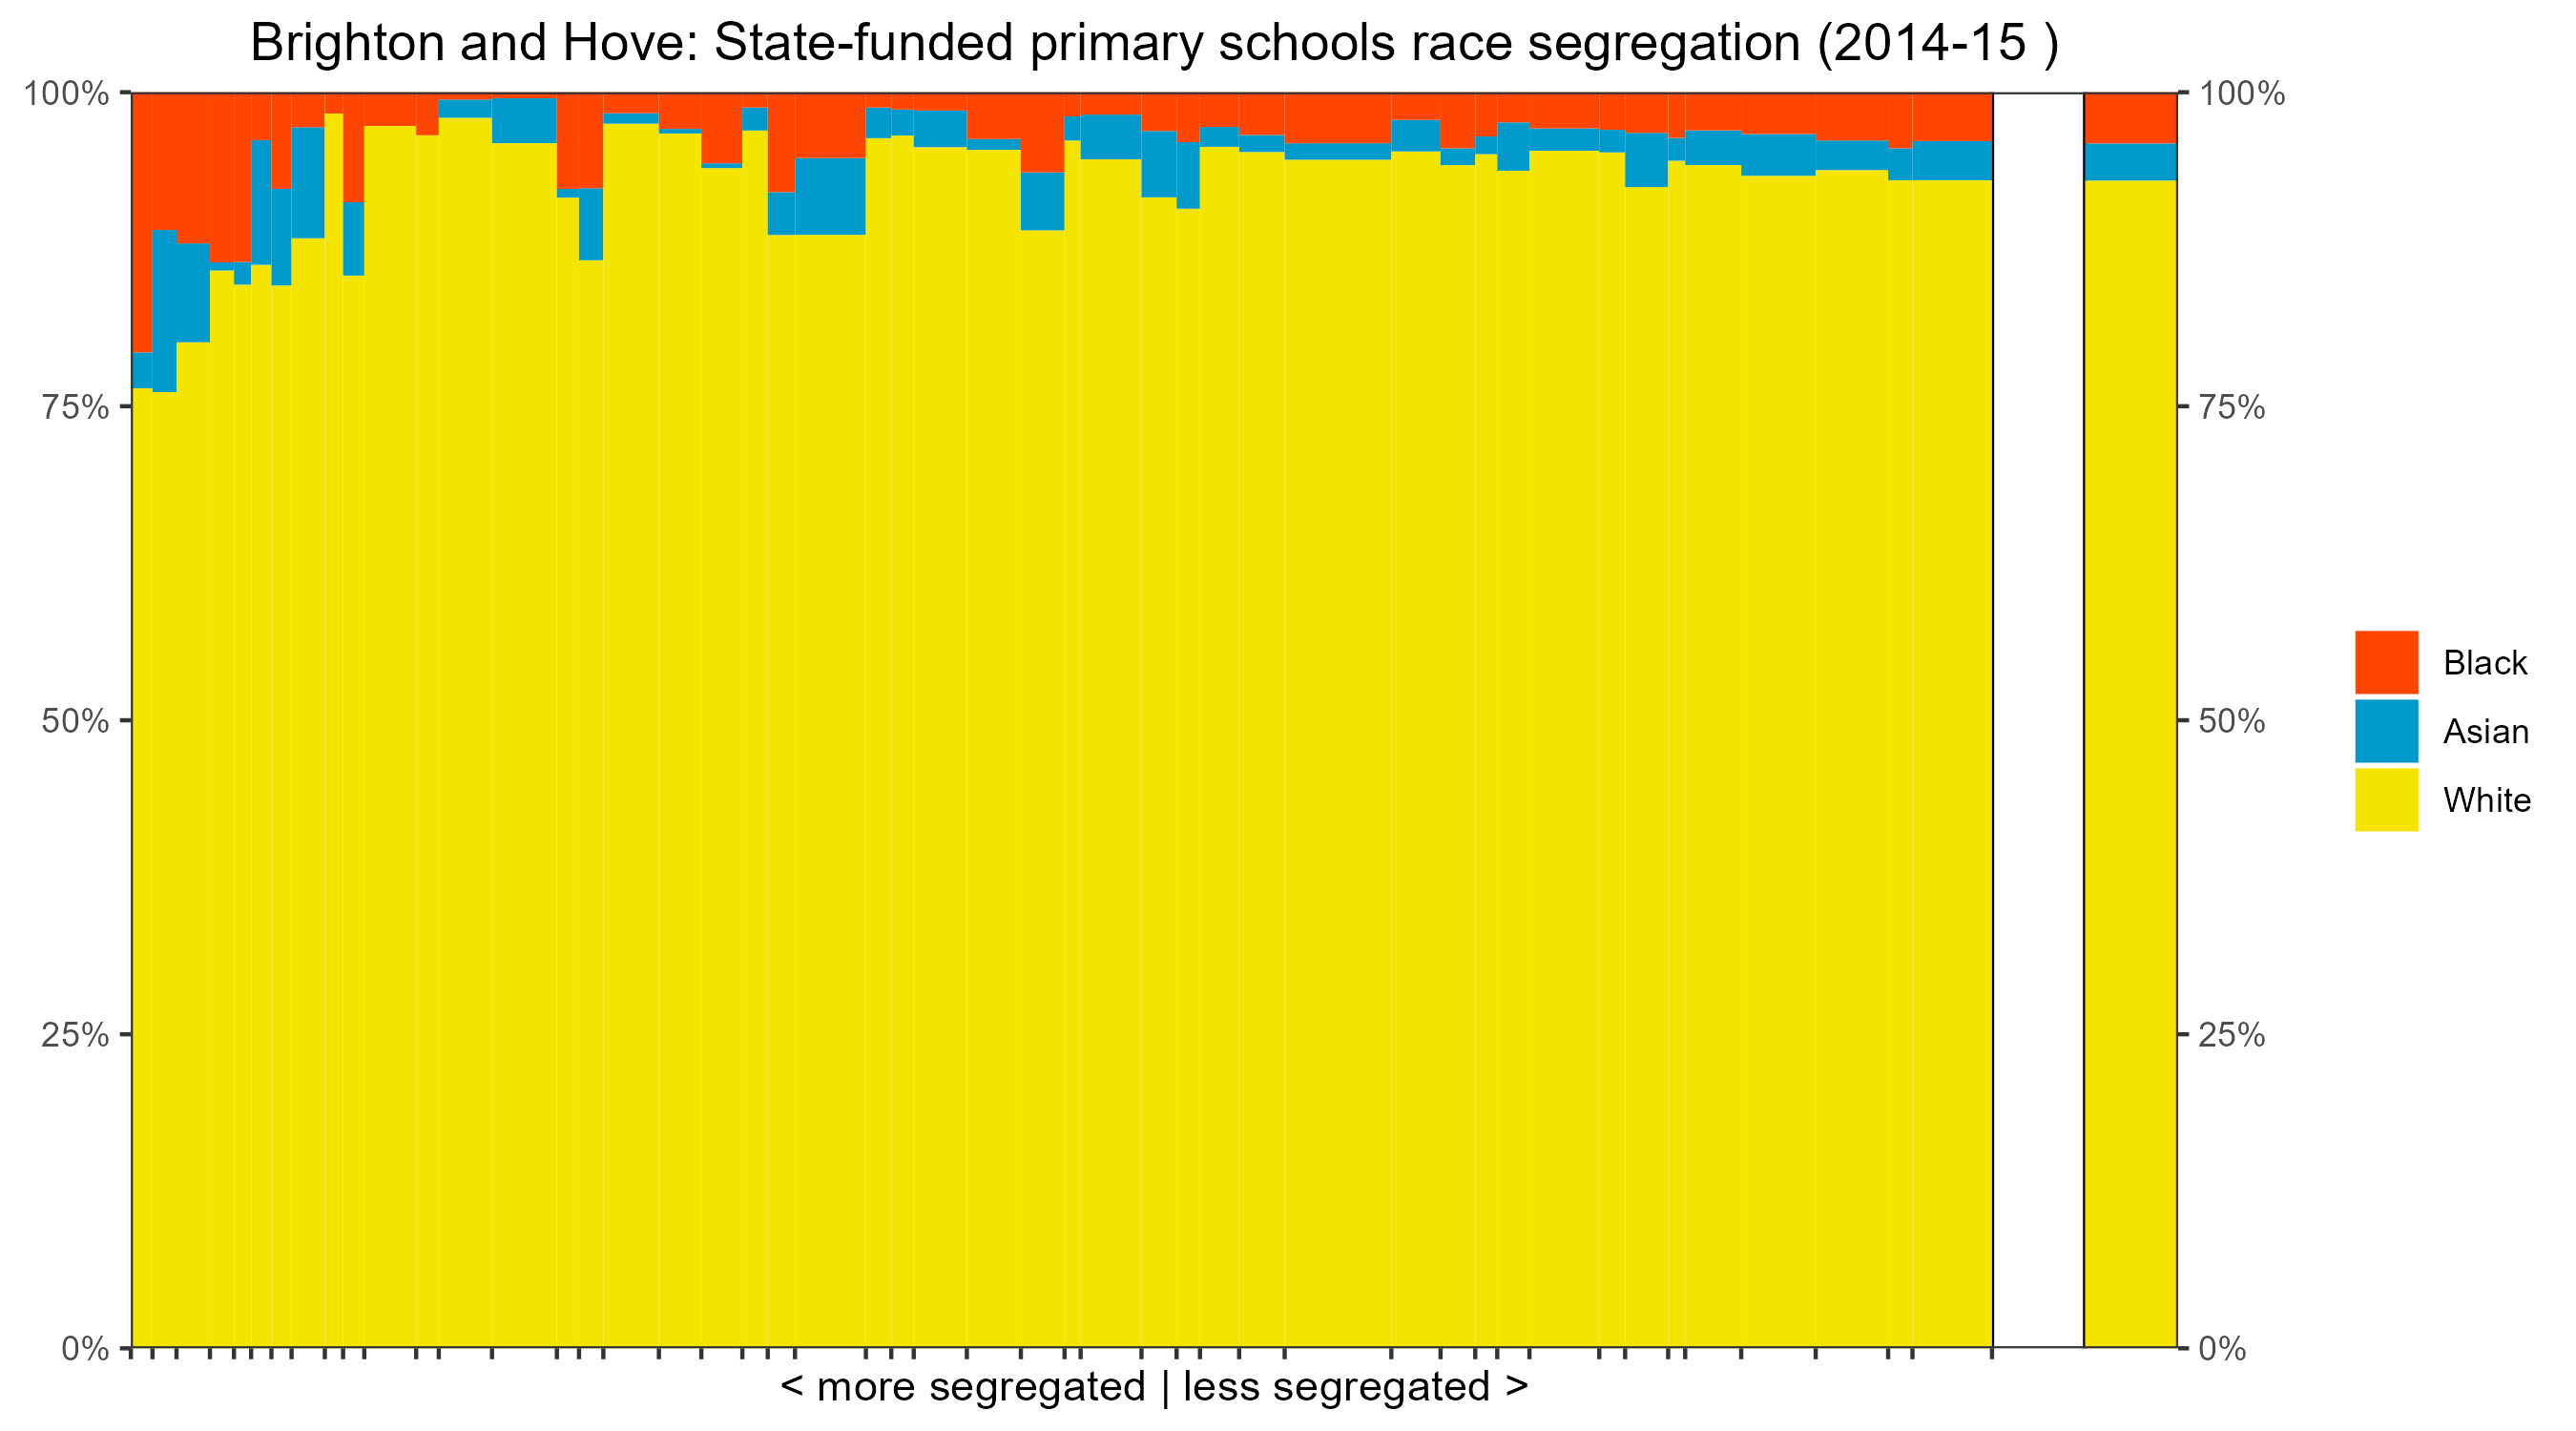 Brighton and Hove: State-funded primary schools race segregation (2014-15 )
100%
75%
50%
25%
0%
100%
75%
50%
25%
0%
Black
Asian
White
< more segregated | less segregated >